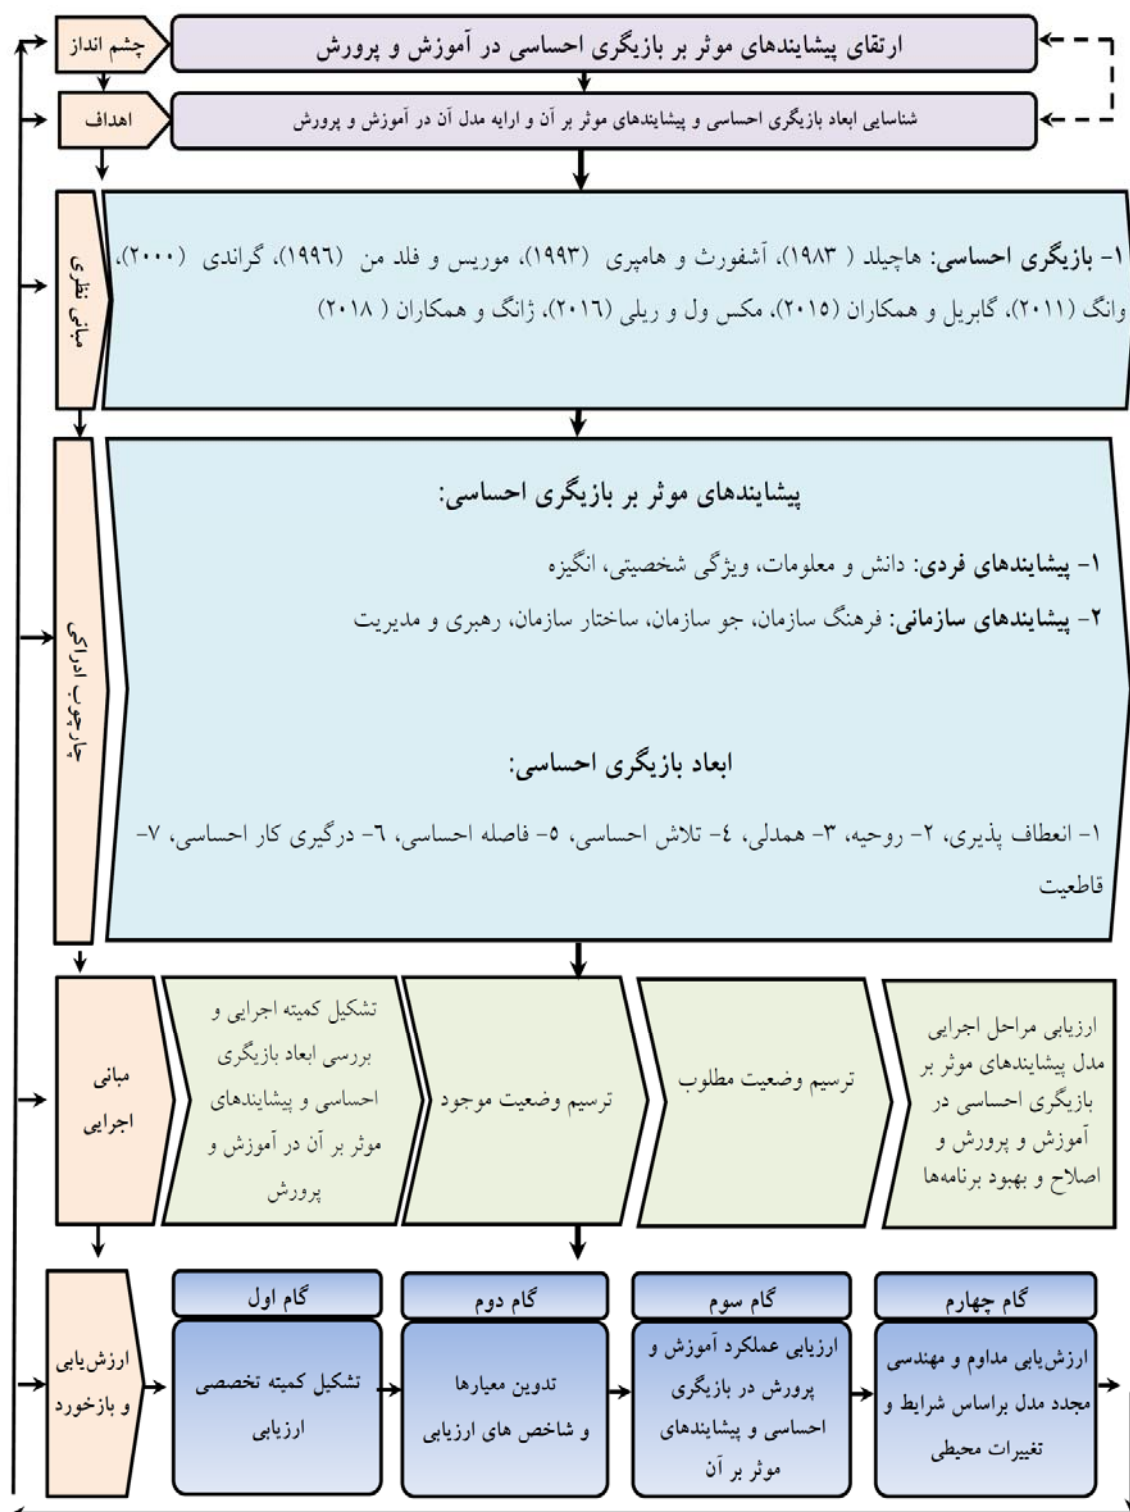 چشم انداز
ارتقای پیشایندهای موثر بر بازیگری احساسی در آموزش و پرورش
اهداف
شناسایی ابعاد بازیگری احساسی و پیشایندهای موثر بر آن و ارایه مدل آن در آموزش و پرورش
مبانی نظری
۱- بازیگری احساسی: هاچیلد ( ۱۹۸۳)، آشفورث و هامپری (۱۹۹۳)، موریس و فلد من (۱۹۹٦)، گراندی (۲۰۰۰)،
وانگ (۲۰۱۱)، گابریل و همکاران (۲۰۱٥)، مکس ول و ریلی (۲۰۱٦)، ژانگ و همکاران ( ۲۰۱۸)
چارچوب ادراکی
پیشایندهای موثر بر بازیگری احساسی:
۱- پیشایندهای فردی: دانش و معلومات، ویژگی شخصیتی، انگیزه
۲- پیشایندهای سازمانی: فرهنگ سازمان، جو سازمان، ساختار سازمان، رهبری و مدیریت
ابعاد بازیگری احساسی:
۱- انعطاف پذیری، ۲- روحیه، ۳- همدلی، ٤- تلاش احساسی، ٥- فاصله احساسی، ٦- درگیری کار احساسی، ۷-
قاطعیت
مبانی
اجرایی
تشکیل کمیته اجرایی و
بررسی ابعاد بازیگری
احساسی و پیشایندهای
موثر بر آن در آموزش و
پرورش
ترسیم وضعیت موجود
ترسیم وضعیت مطلوب
ارزیابی مراحل اجرایی
مدل پیشایندهای موثر بر
بازیگری احساسی در
آموزش و پرورش و
اصلاح و بهبود برنامه‌ها
ارزش‌یابی
و بازخورد
گام اول
تشکیل کمیته تخصصی
ارزیابی
گام دوم
تدوین معیارها
و شاخص های ارزیابی
گام سوم
ارزیابی عملکرد آموزش و
پرورش در بازیگری
احساسی و پیشایندهای
موثر بر آن
گام چهارم
ارزش‌یابی مداوم و مهندسی
مجدد مدل براساس شرایط و
تغییرات محیطی